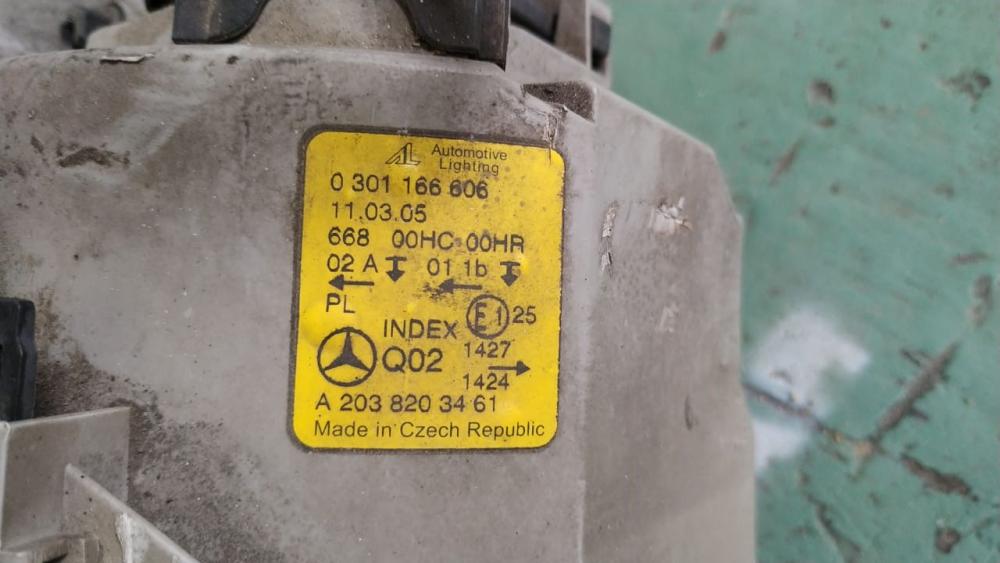 AL Automotive
Lighting
0 301 166 606
11.03.05
668 00HC 00HR
02 A 01 1b
PL
E1 25
INDEX
Q02 1427
1424
A 203 820 34 61
Made in Czech Republic